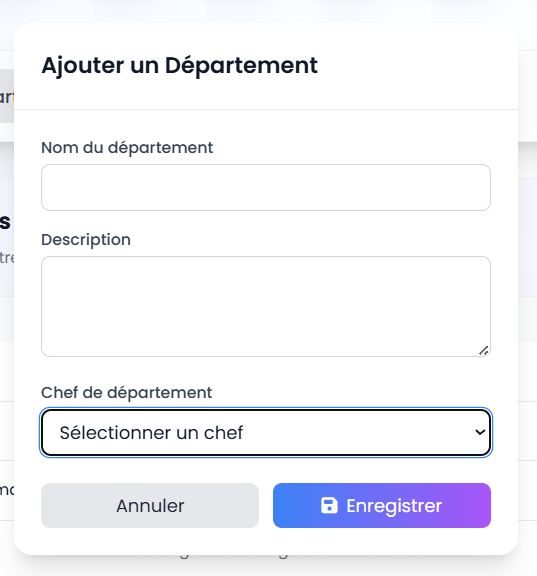 Ajouter un Département
Nom du département
Description
Chef de département
Sélectionner un chef
Annuler
Enregistrer